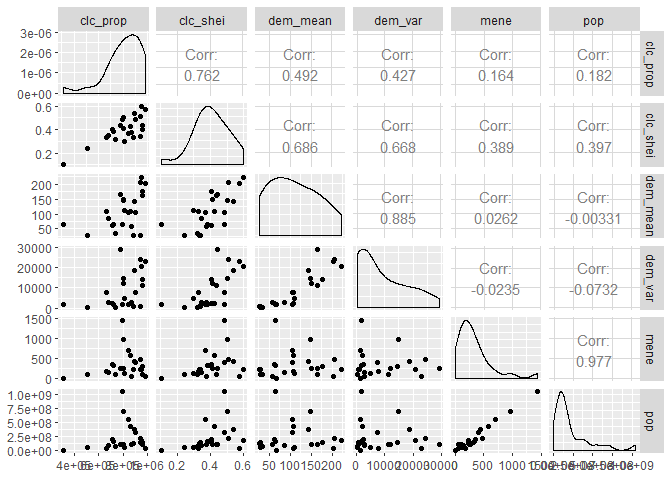 clc_prop clc_shei dem_mean dem_var mene pop
3e-06
2e-06
1e-06
0e+00
Corr: Corr: Corr: Corr: Corr:
0.762 0.492 0.427 0.164 0.182
clc_prop
0.6
0.4
0.2
Corr: Corr: Corr: Corr:
0.686 0.668 0.389 0.397
clc_shei
200
150
100
50
Corr: Corr: Corr:
0.885 0.0262 -0.00331
dem_mean
30000
20000
10000
0
Corr: Corr:
-0.0235 -0.0732
dem_var
1500
1000
500
0
Corr:
0.977
mene
1.0e+09
7.5e+08
5.0e+08
2.5e+08
0.0e+00
pop
0.2 0.4 0.6 50 100 150 200 0 10000 20000 30000 0 500 1000